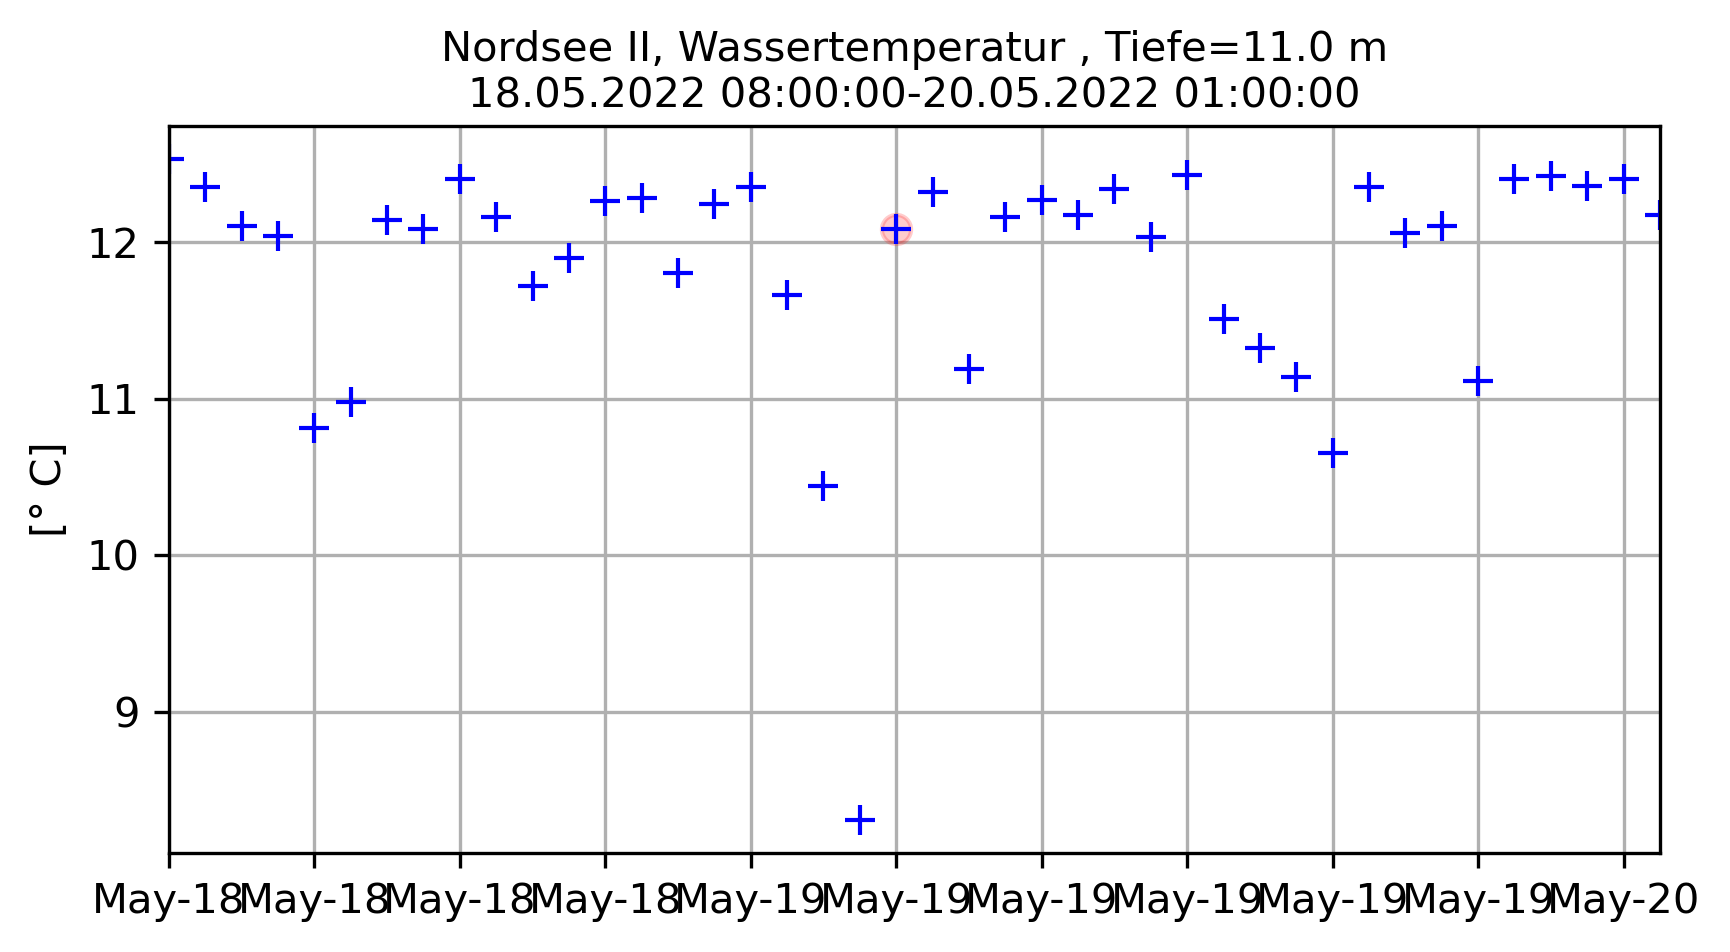 Nordsee II, Wassertemperatur , Tiefe=11.0 m
18.05.2022 08:00:00-20.05.2022 01:00:00
12
11
10
9
[° C]
May-18 May-18 May-18 May-18 May-19 May-19 May-19 May-19 May-19 May-19 May-20